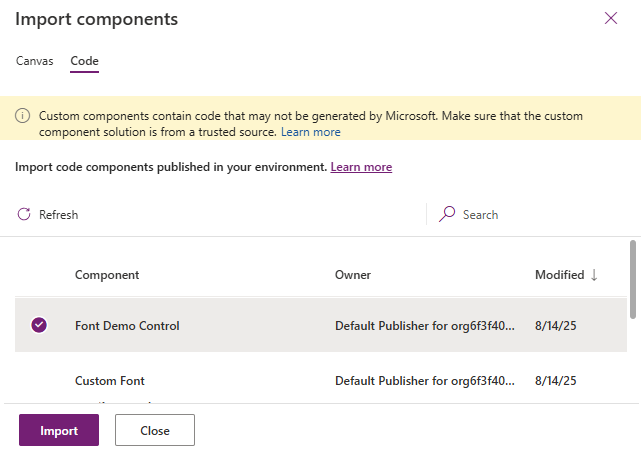 Import components
Canvas Code
Custom components contain code that may not be generated by Microsoft. Make sure that the custom
component solution is from a trusted source. Learn more
Import code components published in your environment. Learn more
Refresh Search
Component Owner Modified ↓
Font Demo Control Default Publisher for org6f3f40... 8/14/25
Custom Font Default Publisher for org6f3f40... 8/14/25
Import Close